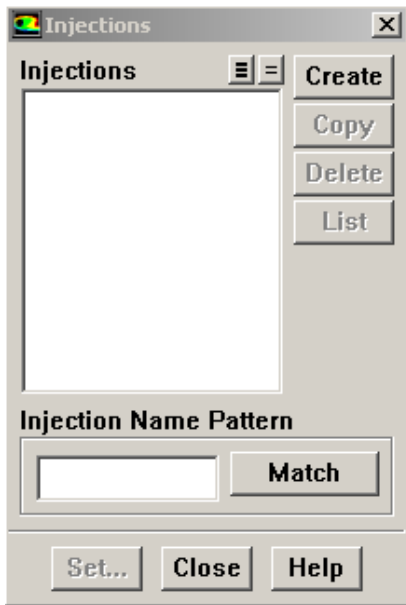 Injections
Injections
Create
Copy
Delete
List
Injection Name Pattern
Match
Set... Close Help